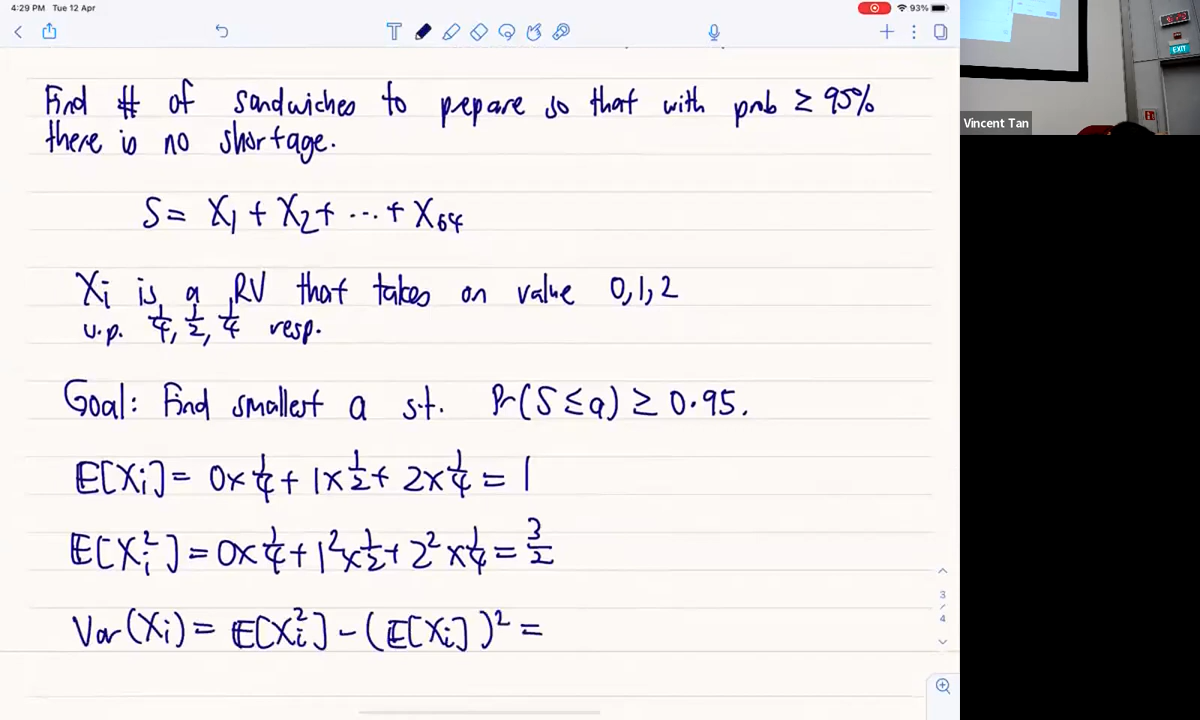 4:29 PM Tue 12 Apr
93%
Find # of sandwiches to prepare so that with prob ≥ 95%
there is no shortage.
S = X₁ + X₂ + ... + X₆₄
Xᵢ is a RV that takes on value 0, 1, 2
w.p. 1/4, 1/2, 1/4 resp.
Goal: Find smallest a s.t. Pr(S ≤ a) ≥ 0.95.
E[Xᵢ] = 0 × 1/4 + 1 × 1/2 + 2 × 1/4 = 1
E[Xᵢ²] = 0 × 1/4 + 1² × 1/2 + 2² × 1/4 = 3/2
Var(Xᵢ) = E[Xᵢ²] - (E[Xᵢ])² =
3
/
4
EXIT
Vincent Tan